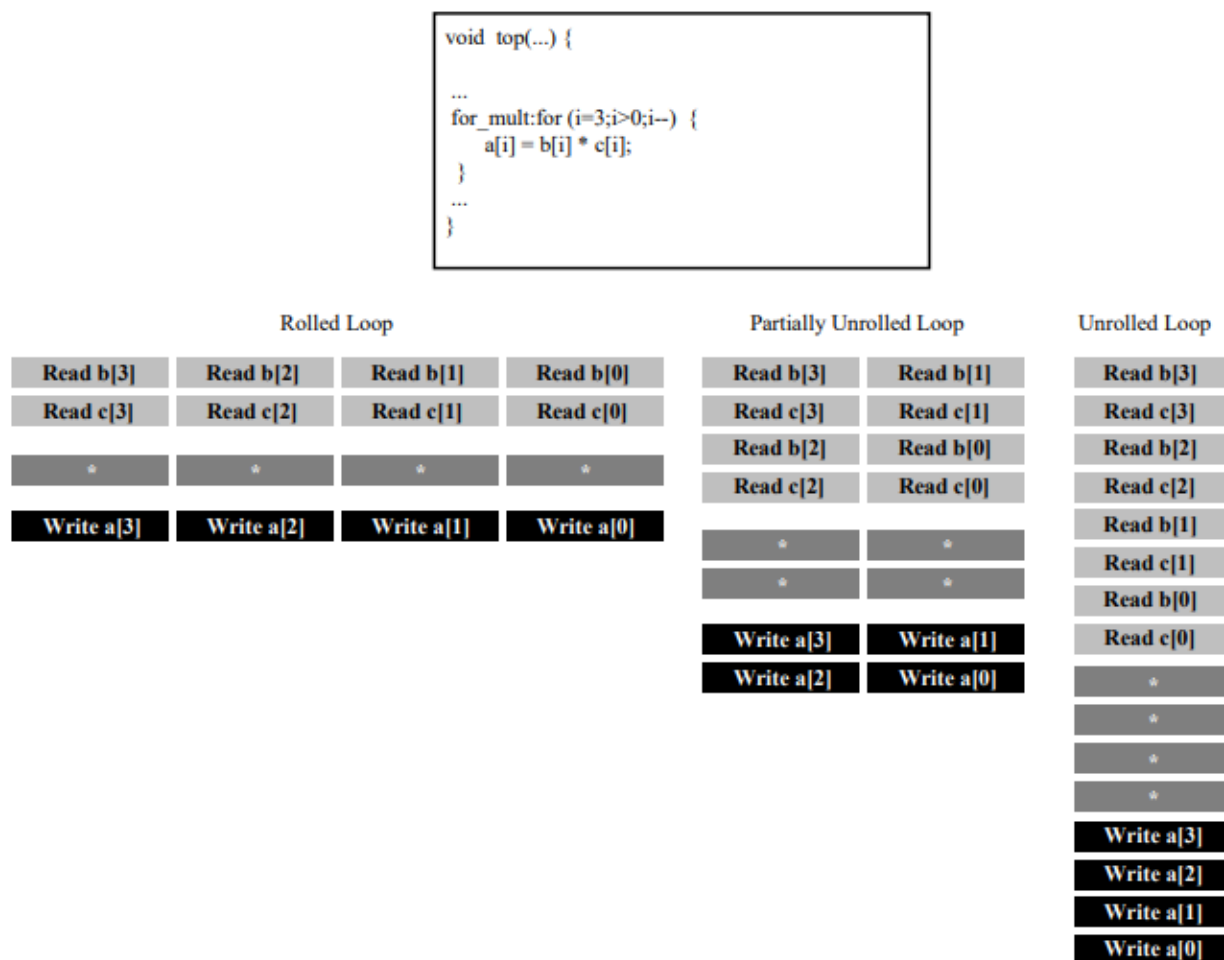 void top(...) {
...
for_mult:for (i=3;i>0;i--) {
a[i] = b[i] * c[i];
}
...
}
Rolled Loop
Partially Unrolled Loop
Unrolled Loop
Read b[3] Read b[2] Read b[1] Read b[0]
Read c[3] Read c[2] Read c[1] Read c[0]
* * * *
Write a[3] Write a[2] Write a[1] Write a[0]
Read b[3] Read b[1]
Read c[3] Read c[1]
Read b[2] Read b[0]
Read c[2] Read c[0]
* *
* *
Write a[3] Write a[1]
Write a[2] Write a[0]
Read b[3]
Read c[3]
Read b[2]
Read c[2]
Read b[1]
Read c[1]
Read b[0]
Read c[0]
*
*
*
*
Write a[3]
Write a[2]
Write a[1]
Write a[0]